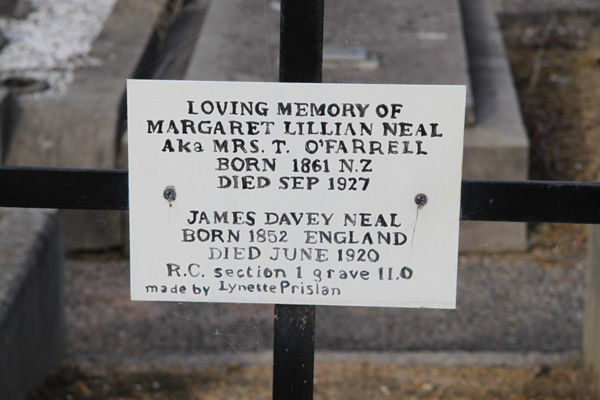 LOVING MEMORY OF
MARGARET LILLIAN NEAL
AKa MRS. T. O'FARRELL
BORN 1861 N.Z
DIED SEP 1927
JAMES DAVEY NEAL
BORN 1852 ENGLAND
DIED JUNE 1920
R.C. section 1 grave 11.0
made by Lynette Prislan